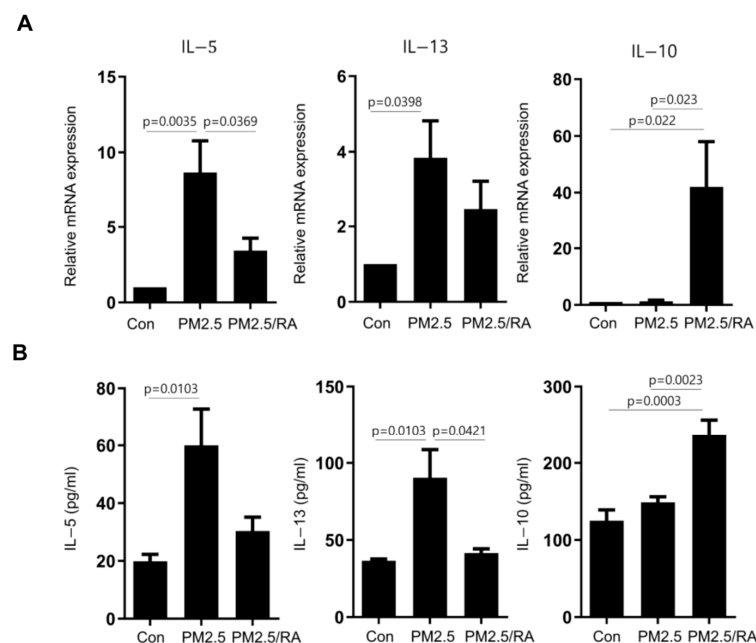 A
IL–5
IL–13
IL–10
Relative mRNA expression
15
10
5
0
p=0.0035
p=0.0369
Con
PM2.5
PM2.5/RA
Relative mRNA expression
6
4
2
0
p=0.0398
Con
PM2.5
PM2.5/RA
Relative mRNA expression
80
60
40
20
0
p=0.023
p=0.022
Con
PM2.5
PM2.5/RA
B
IL–5 (pg/ml)
80
60
40
20
0
p=0.0103
Con
PM2.5
PM2.5/RA
IL–13 (pg/ml)
150
100
50
0
p=0.0103
p=0.0421
Con
PM2.5
PM2.5/RA
IL–10 (pg/ml)
300
200
100
0
p=0.0023
p=0.0003
Con
PM2.5
PM2.5/RA